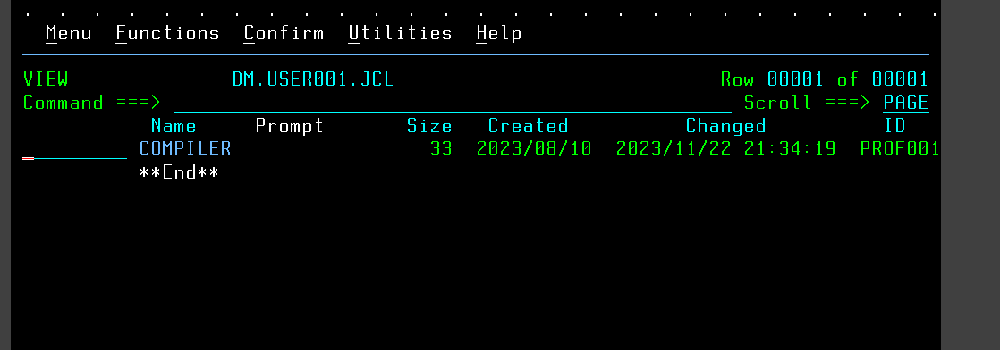 . . . . . . . . . . . . . . . . . . . . . . . . . . .
Menu Functions Confirm Utilities Help
VIEW DM.USER001.JCL Row 00001 of 00001
Command ===> Scroll ===> PAGE
Name Prompt Size Created Changed ID
COMPILER 33 2023/08/10 2023/11/22 21:34:19 PROF001
**End**